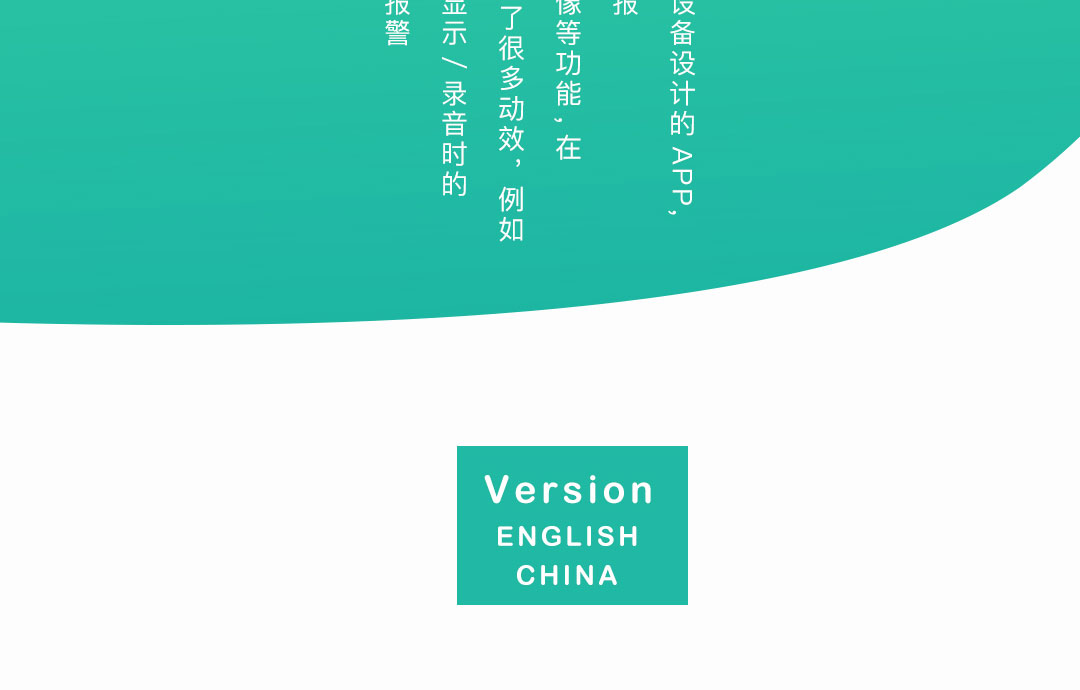 设备设计的 APP,
报
像等功能,在
了很多动效,例如
显示 / 录音时的
报警
Version
ENGLISH
CHINA